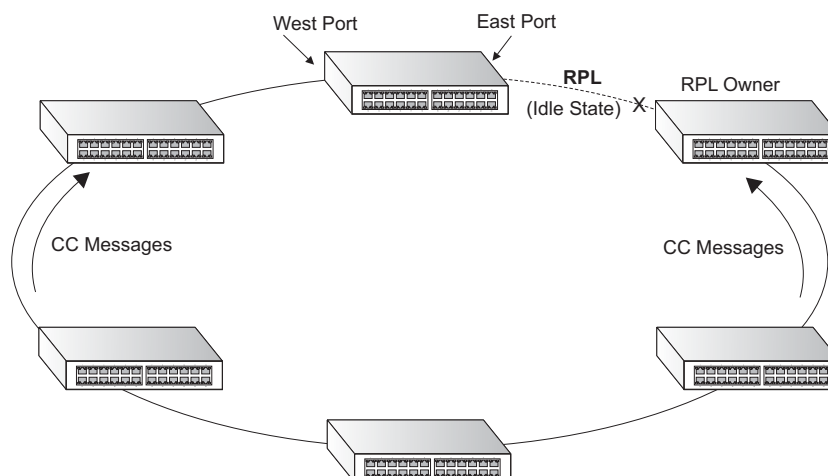 West Port
East Port
RPL
(Idle State)
X
RPL Owner
CC Messages
CC Messages